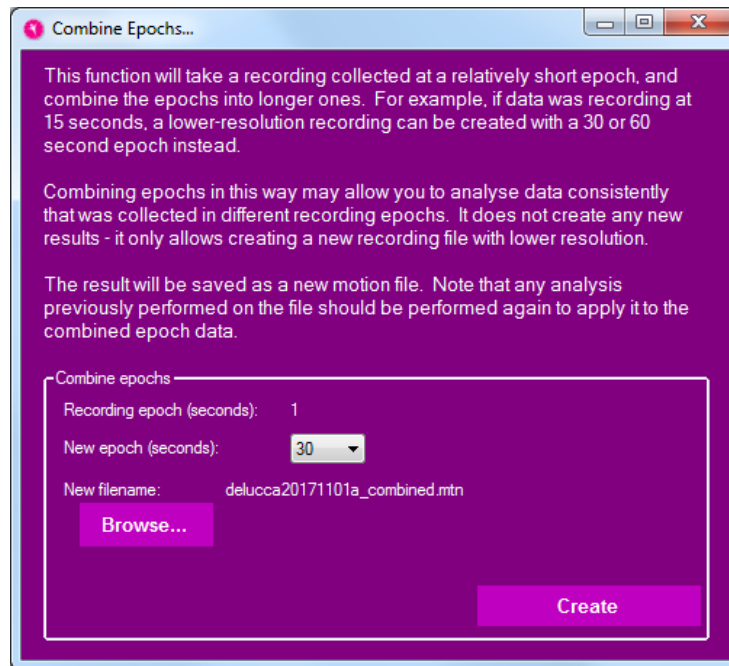 Combine Epochs...
This function will take a recording collected at a relatively short epoch, and
combine the epochs into longer ones.  For example, if data was recording at
15 seconds, a lower-resolution recording can be created with a 30 or 60
second epoch instead.
Combining epochs in this way may allow you to analyse data consistently
that was collected in different recording epochs.  It does not create any new
results - it only allows creating a new recording file with lower resolution.
The result will be saved as a new motion file.  Note that any analysis
previously performed on the file should be performed again to apply it to the
combined epoch data.
Combine epochs
Recording epoch (seconds): 1
New epoch (seconds): 30
New filename: delucca20171101a_combined.mtn
Browse...
Create